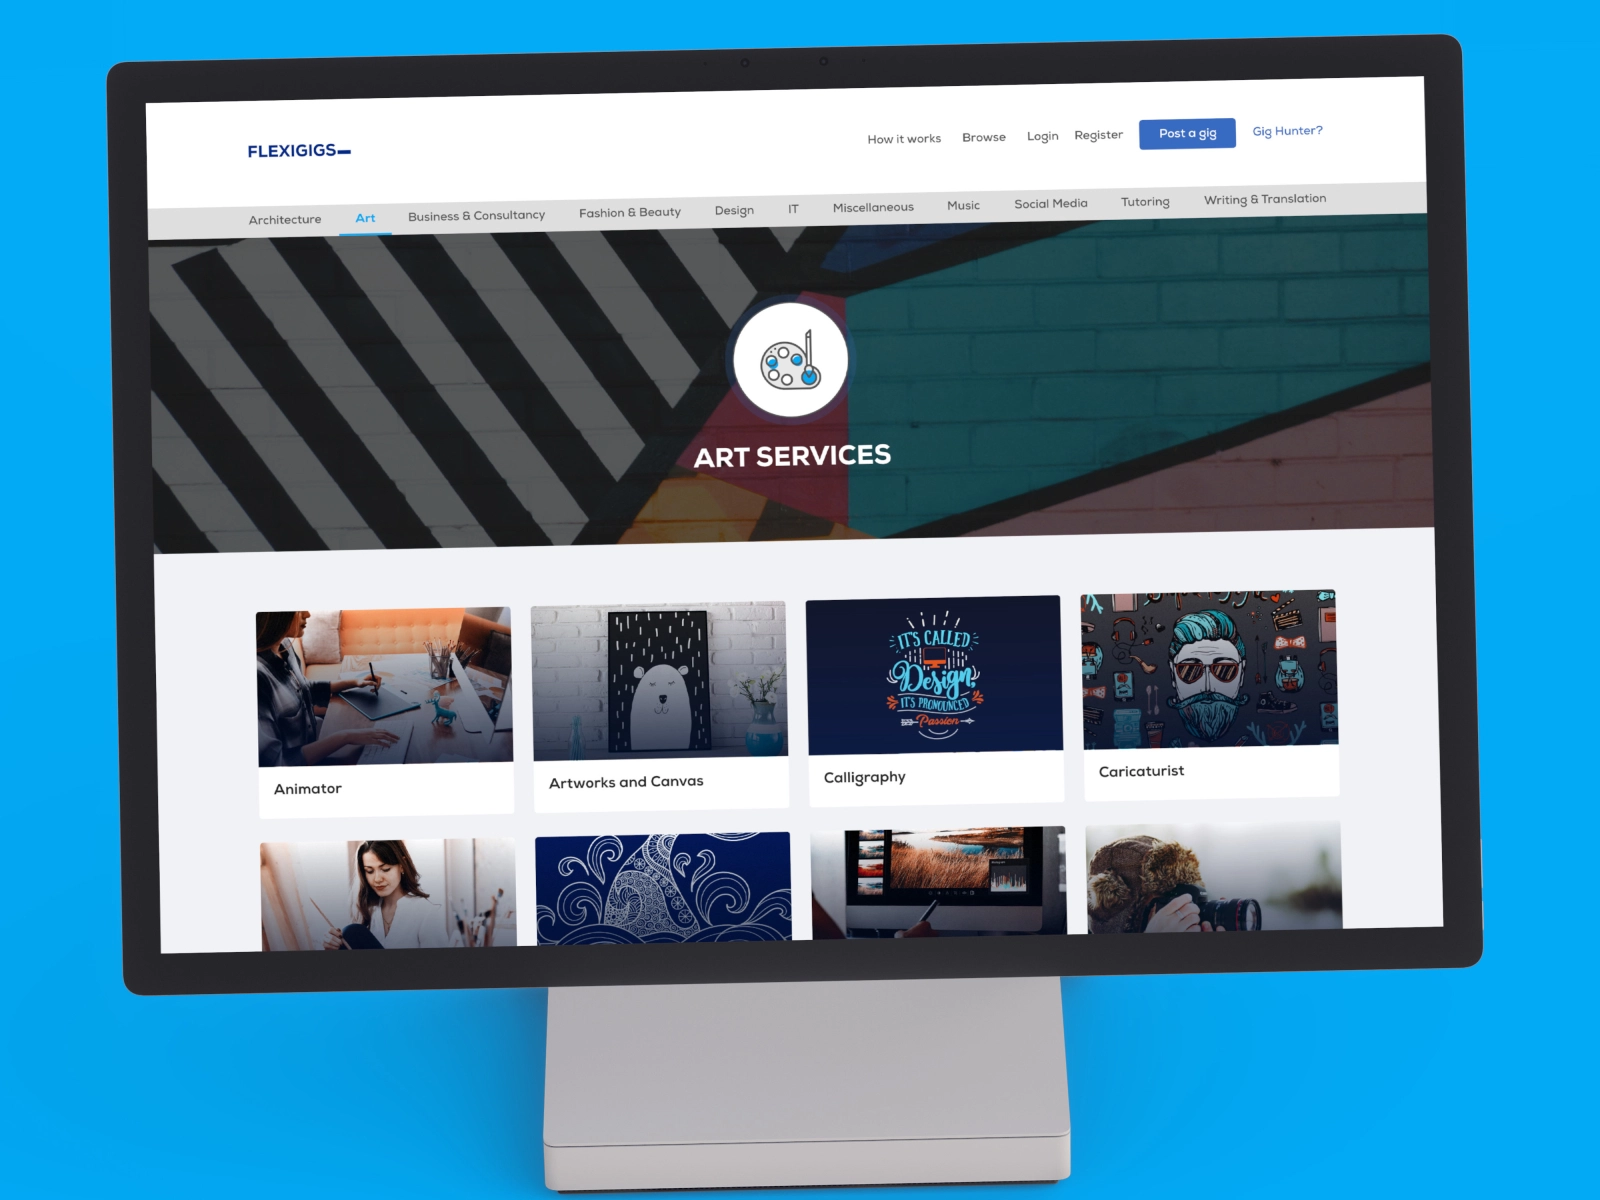 FLEXIGIGS
How it works Browse Login Register Post a gig Gig Hunter?
Architecture Art Business & Consultancy Fashion & Beauty Design IT Miscellaneous Music Social Media Tutoring Writing & Translation
ART SERVICES
IT'S CALLED
Design,
IT'S PRONOUNCED
Passion
Animator
Artworks and Canvas
Calligraphy
Caricaturist